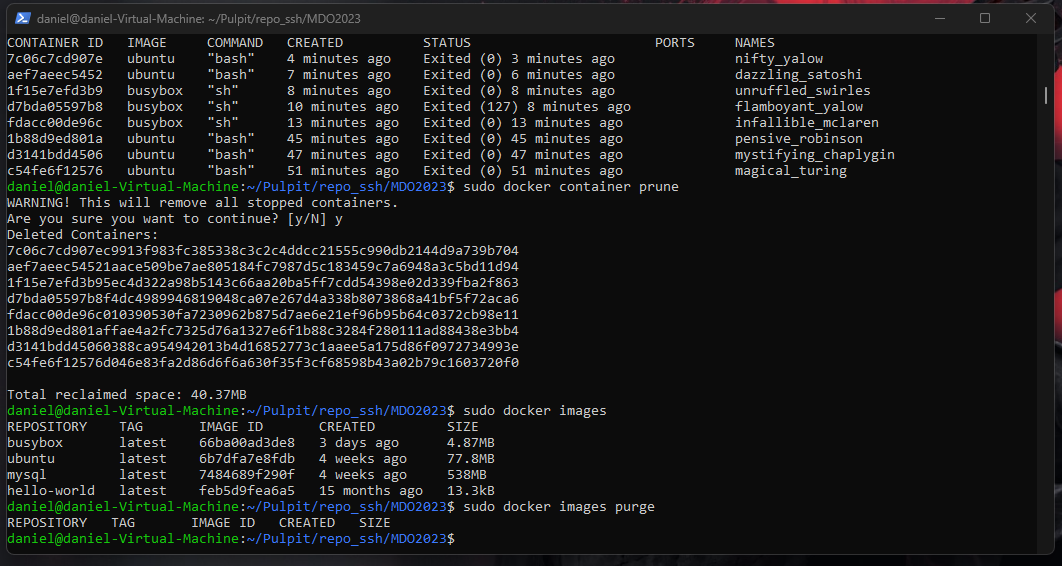 daniel@daniel-Virtual-Machine: ~/Pulpit/repo_ssh/MDO2023
CONTAINER ID   IMAGE     COMMAND   CREATED          STATUS                        PORTS     NAMES
7c06c7cd907e   ubuntu    "bash"    4 minutes ago    Exited (0) 3 minutes ago                nifty_yalow
aef7aeec5452   ubuntu    "bash"    7 minutes ago    Exited (0) 6 minutes ago                dazzling_satoshi
1f15e7efd3b9   busybox   "sh"      8 minutes ago    Exited (0) 8 minutes ago                unruffled_swirles
d7bda05597b8   busybox   "sh"      10 minutes ago   Exited (127) 8 minutes ago              flamboyant_yalow
fdacc00de96c   busybox   "sh"      13 minutes ago   Exited (0) 13 minutes ago               infallible_mclaren
1b88d9ed801a   ubuntu    "bash"    45 minutes ago   Exited (0) 45 minutes ago               pensive_robinson
d3141bdd4506   ubuntu    "bash"    47 minutes ago   Exited (0) 47 minutes ago               mystifying_chaplygin
c54fe6f12576   ubuntu    "bash"    51 minutes ago   Exited (0) 51 minutes ago               magical_turing
daniel@daniel-Virtual-Machine:~/Pulpit/repo_ssh/MDO2023$ sudo docker container prune
WARNING! This will remove all stopped containers.
Are you sure you want to continue? [y/N] y
Deleted Containers:
7c06c7cd907ec9913f983fc385338c3c2c4ddcc21555c990db2144d9a739b704
aef7aeec54521aace509be7ae805184fc7987d5c183459c7a6948a3c5bd11d94
1f15e7efd3b95ec4d322a98b5143c66aa20ba5ff7cdd54398e02d339fba2f863
d7bda05597b8f4dc4989946819048ca07e267d4a338b8073868a41bf5f72aca6
fdacc00de96c010390530fa7230962b875d7ae6e21ef96b95b64c0372cb98e11
1b88d9ed801affae4a2fc7325d76a1327e6f1b88c3284f280111ad88438e3bb4
d3141bdd45060388ca954942013b4d16852773c1aaee5a175d86f0972734993e
c54fe6f12576d046e83fa2d86d6f6a630f35f3cf68598b43a02b79c1603720f0
Total reclaimed space: 40.37MB
daniel@daniel-Virtual-Machine:~/Pulpit/repo_ssh/MDO2023$ sudo docker images
REPOSITORY    TAG       IMAGE ID       CREATED         SIZE
busybox       latest    66ba00ad3de8   3 days ago      4.87MB
ubuntu        latest    6b7dfa7e8fdb   4 weeks ago     77.8MB
mysql         latest    7484689f290f   4 weeks ago     538MB
hello-world   latest    feb5d9fea6a5   15 months ago   13.3kB
daniel@daniel-Virtual-Machine:~/Pulpit/repo_ssh/MDO2023$ sudo docker images purge
REPOSITORY   TAG       IMAGE ID   CREATED   SIZE
daniel@daniel-Virtual-Machine:~/Pulpit/repo_ssh/MDO2023$